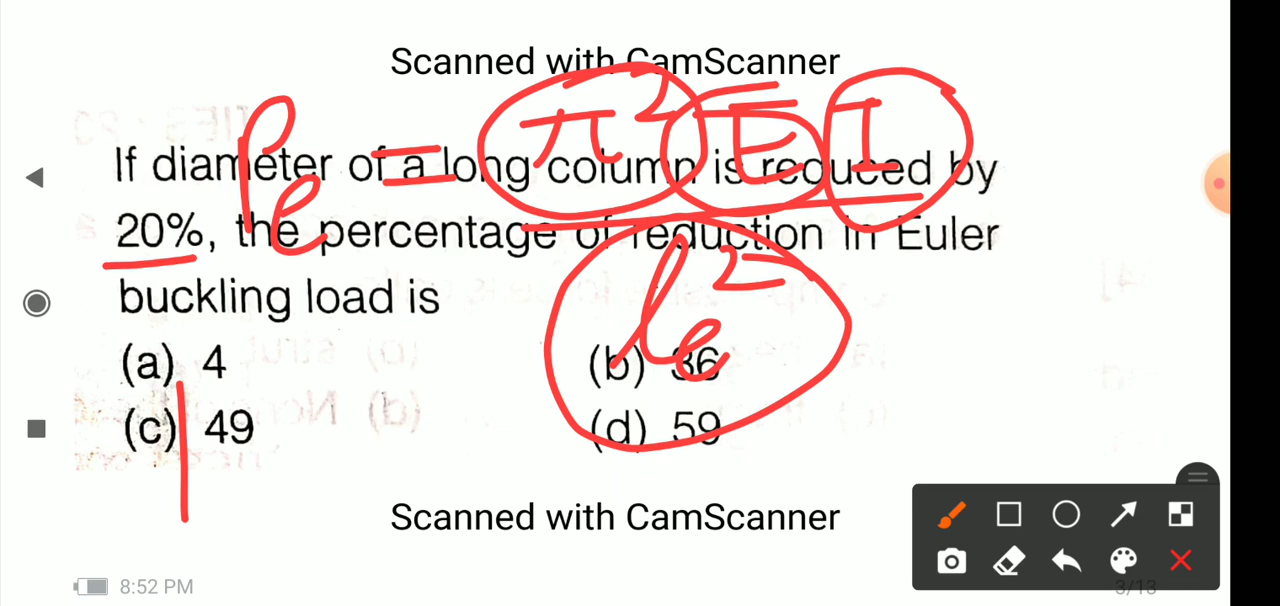 Scanned with CamScanner
Pe = π² E I
le²
If diameter of a long column is reduced by
20%, the percentage of reduction in Euler
buckling load is
(a) 4
(b) 36
(c) 49
(d) 59
Scanned with CamScanner
8:52 PM
3/13